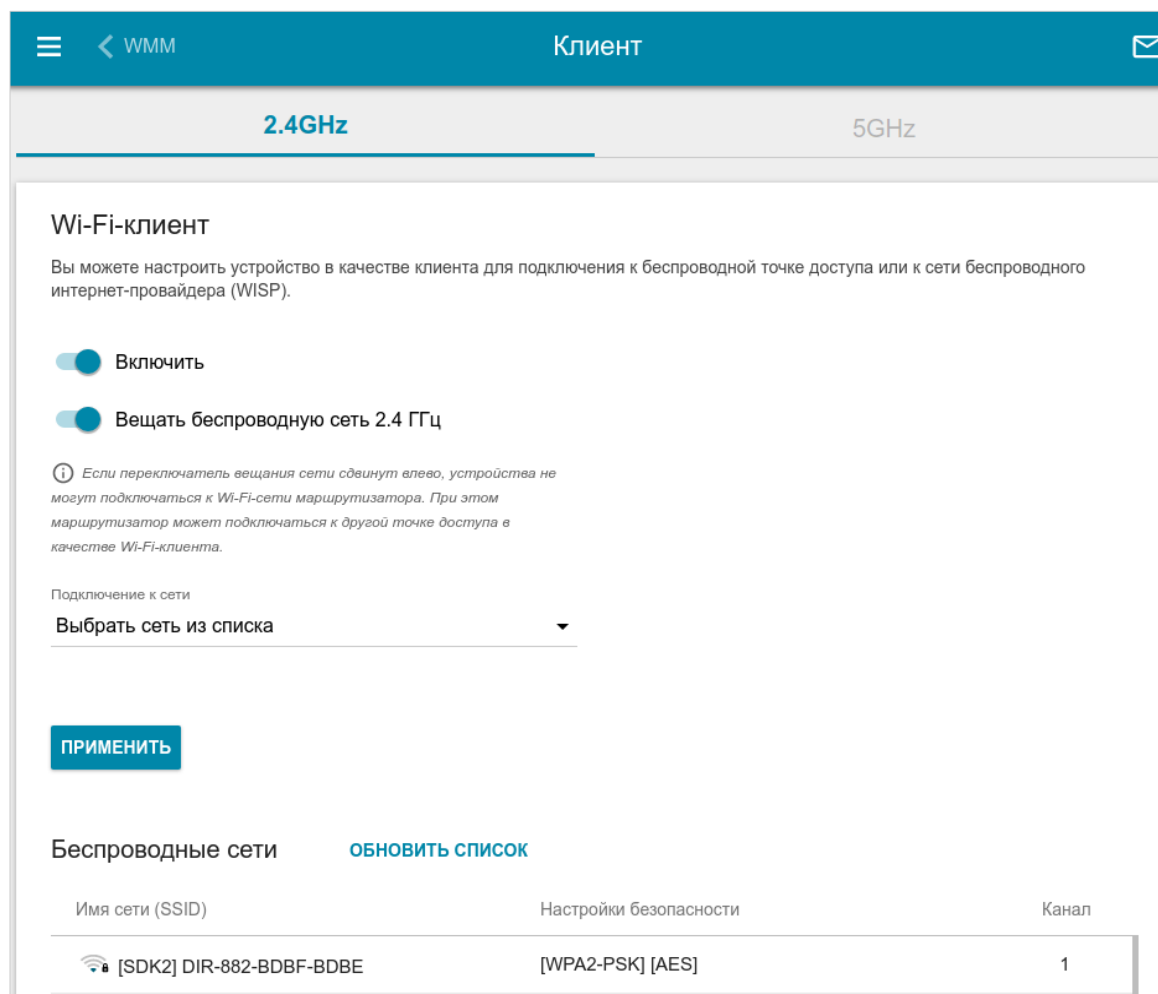 WMM
Клиент
2.4GHz
5GHz
Wi-Fi-клиент
Вы можете настроить устройство в качестве клиента для подключения к беспроводной точке доступа или к сети беспроводного
интернет-провайдера (WISP).
Включить
Вещать беспроводную сеть 2.4 ГГц
Если переключатель вещания сети сдвинут влево, устройства не
могут подключаться к Wi-Fi-сети маршрутизатора. При этом
маршрутизатор может подключаться к другой точке доступа в
качестве Wi-Fi-клиента.
Подключение к сети
Выбрать сеть из списка
ПРИМЕНИТЬ
Беспроводные сети ОБНОВИТЬ СПИСОК
Имя сети (SSID) Настройки безопасности Канал
[SDK2] DIR-882-BDBF-BDBE [WPA2-PSK] [AES] 1